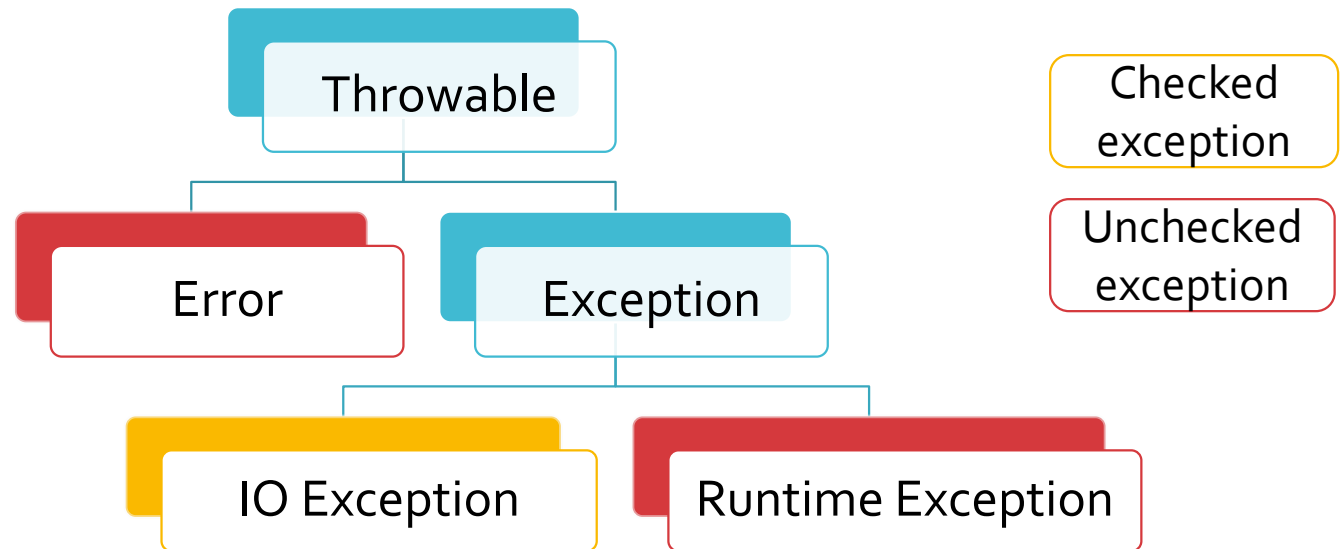 Throwable
Checked
exception
Unchecked
exception
Error
Exception
IO Exception
Runtime Exception